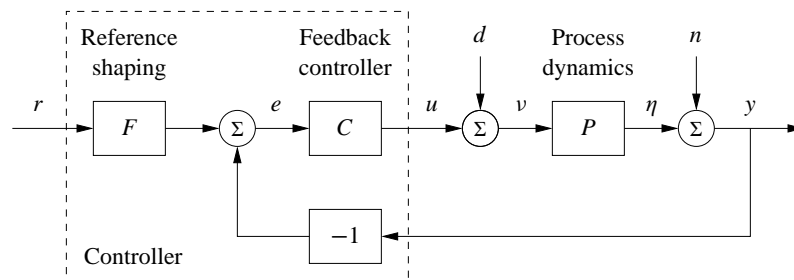 Reference
shaping
Feedback
controller
d
Process
dynamics
n
r
F
Σ
e
C
u
Σ
ν
P
η
Σ
y
−1
Controller